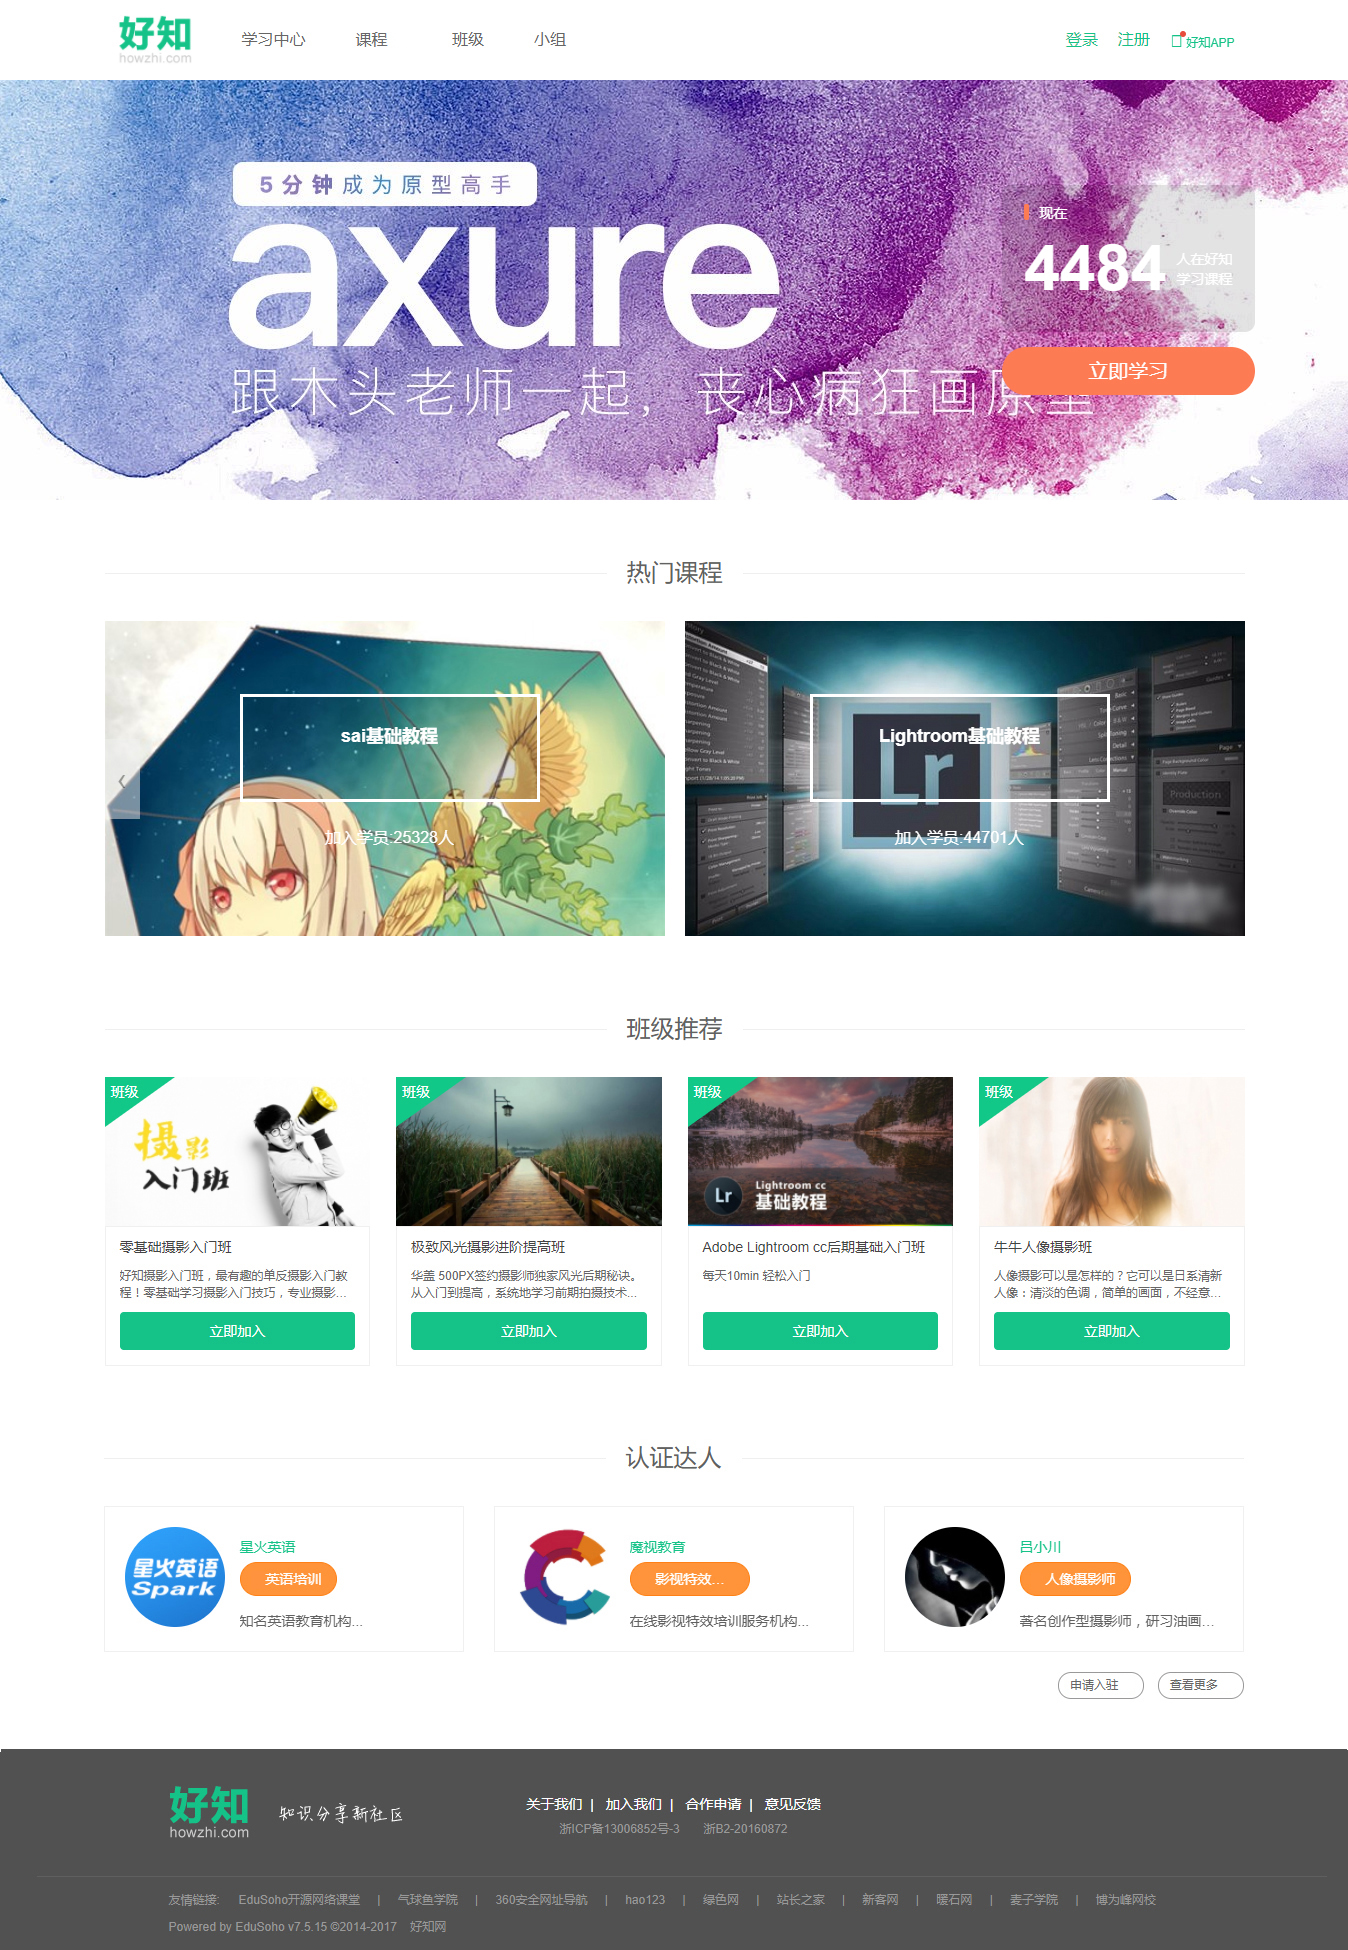 好知
howzhi.com
学习中心 课程 班级 小组
登录 注册 好知APP
5分钟成为原型高手
axure
跟木头老师一起，丧心病狂画原型
现在
4484 人在好知
学习课程
立即学习
热门课程
sai基础教程
加入学员:25328人
Lightroom基础教程
Lr
加入学员:44701人
班级推荐
班级
摄影
入门班
零基础摄影入门班
好知摄影入门班，最有趣的单反摄影入门教
程！零基础学习摄影入门技巧，专业摄影...
立即加入
班级
极致风光摄影进阶提高班
华盖 500PX签约摄影师独家风光后期秘诀。
从入门到提高，系统地学习前期拍摄技术...
立即加入
班级
Lr
Lightroom cc
基础教程
Adobe Lightroom cc后期基础入门班
每天10min 轻松入门
立即加入
班级
牛牛人像摄影班
人像摄影可以是怎样的？它可以是日系清新
人像：清淡的色调，简单的画面，不经意...
立即加入
认证达人
星火英语
Spark
星火英语
英语培训
知名英语教育机构...
魔视教育
影视特效...
在线影视特效培训服务机构...
吕小川
人像摄影师
著名创作型摄影师，研习油画...
申请入驻 查看更多
好知
howzhi.com
知识分享新社区
关于我们 | 加入我们 | 合作申请 | 意见反馈
浙ICP备13006852号-3 浙B2-20160872
友情链接: EduSoho开源网络课堂 | 气球鱼学院 | 360安全网址导航 | hao123 | 绿色网 | 站长之家 | 新客网 | 暖石网 | 麦子学院 | 博为峰网校
Powered by EduSoho v7.5.15 ©2014-2017 好知网